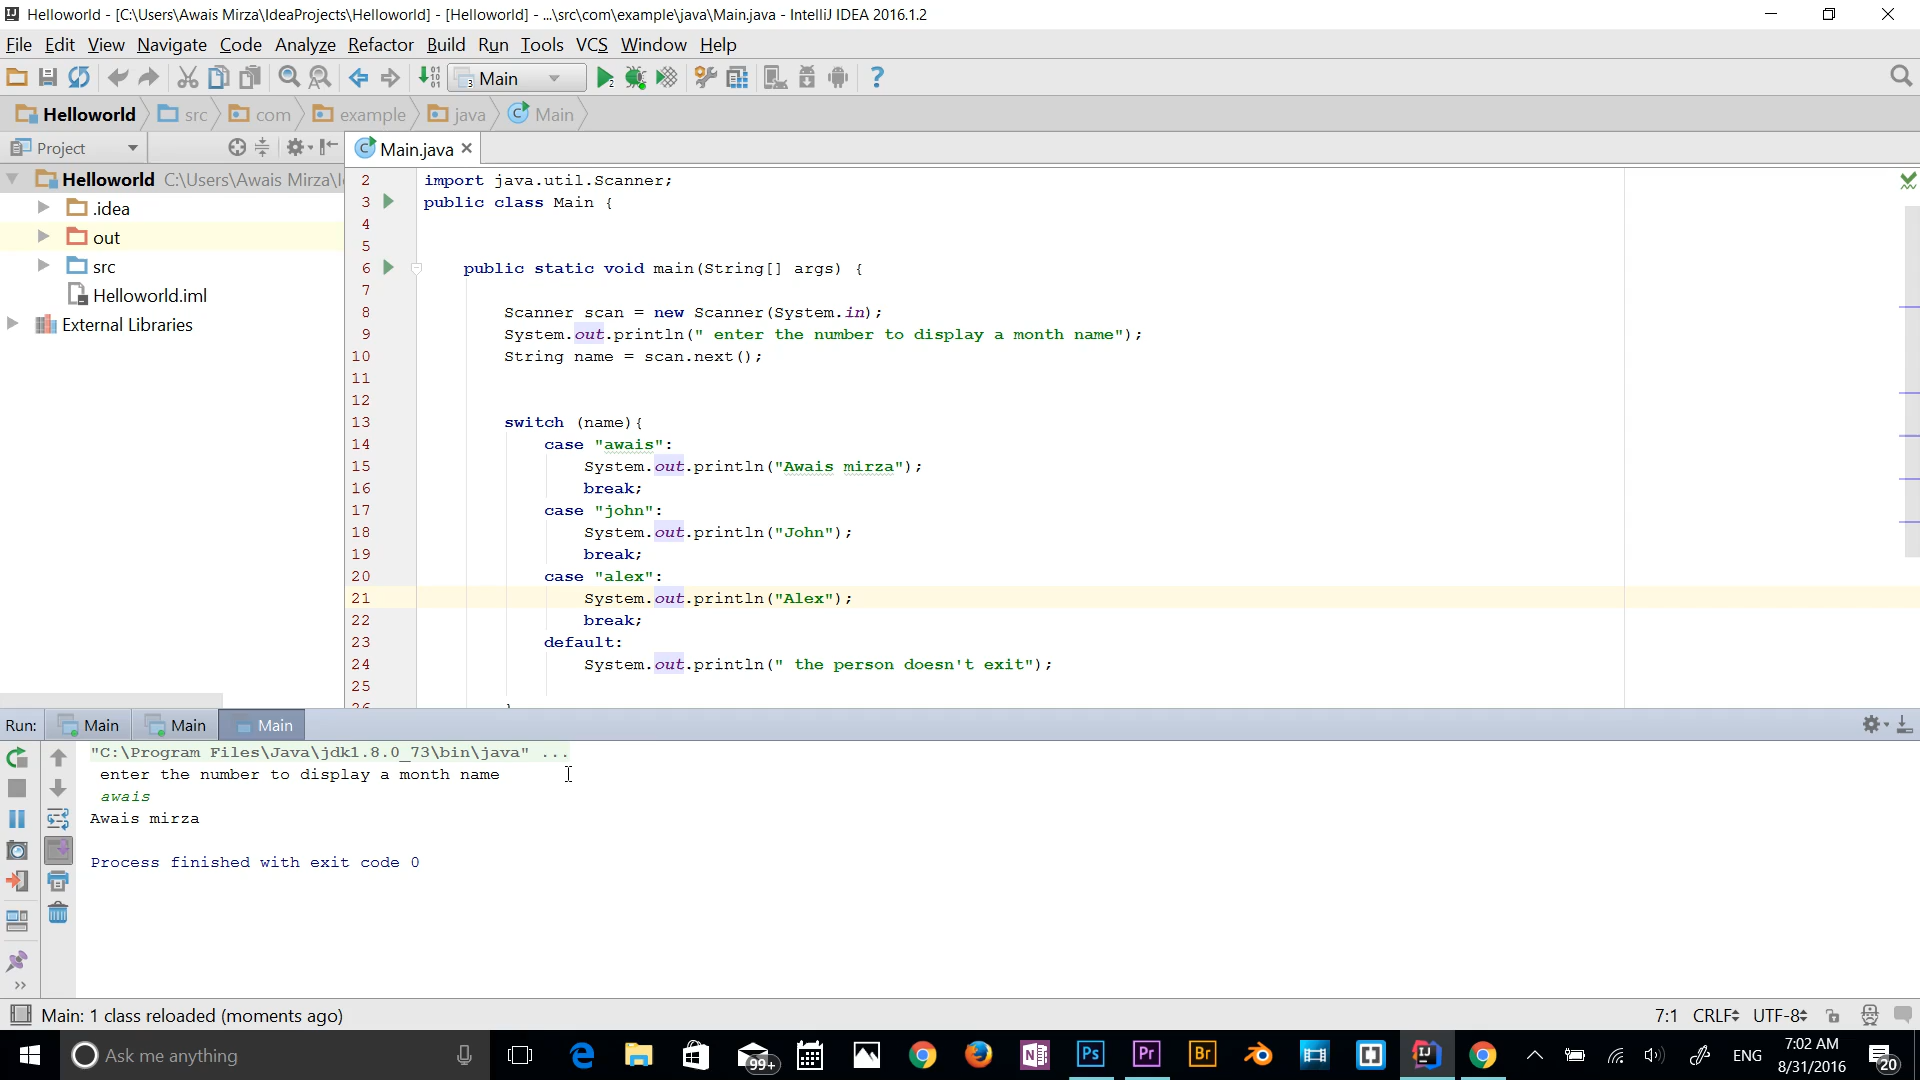 Helloworld - [C:\Users\Awais Mirza\IdeaProjects\Helloworld] - [Helloworld] - ...\src\com\example\java\Main.java - IntelliJ IDEA 2016.1.2
File Edit View Navigate Code Analyze Refactor Build Run Tools VCS Window Help
Main
Helloworld src com example java Main
Project
Main.java
Helloworld C:\Users\Awais Mirza\I
.idea
out
src
Helloworld.iml
External Libraries
2 import java.util.Scanner;
3 public class Main {
4
5
6 public static void main(String[] args) {
7
8 Scanner scan = new Scanner(System.in);
9 System.out.println(" enter the number to display a month name");
10 String name = scan.next();
11
12
13 switch (name){
14 case "awais":
15 System.out.println("Awais mirza");
16 break;
17 case "john":
18 System.out.println("John");
19 break;
20 case "alex":
21 System.out.println("Alex");
22 break;
23 default:
24 System.out.println(" the person doesn't exit");
25
Run: Main Main Main
"C:\Program Files\Java\jdk1.8.0_73\bin\java" ...
enter the number to display a month name
awais
Awais mirza
Process finished with exit code 0
Main: 1 class reloaded (moments ago)
7:1 CRLF UTF-8
Ask me anything
99+
Ps
Pr
Br
ENG
7:02 AM
8/31/2016
20